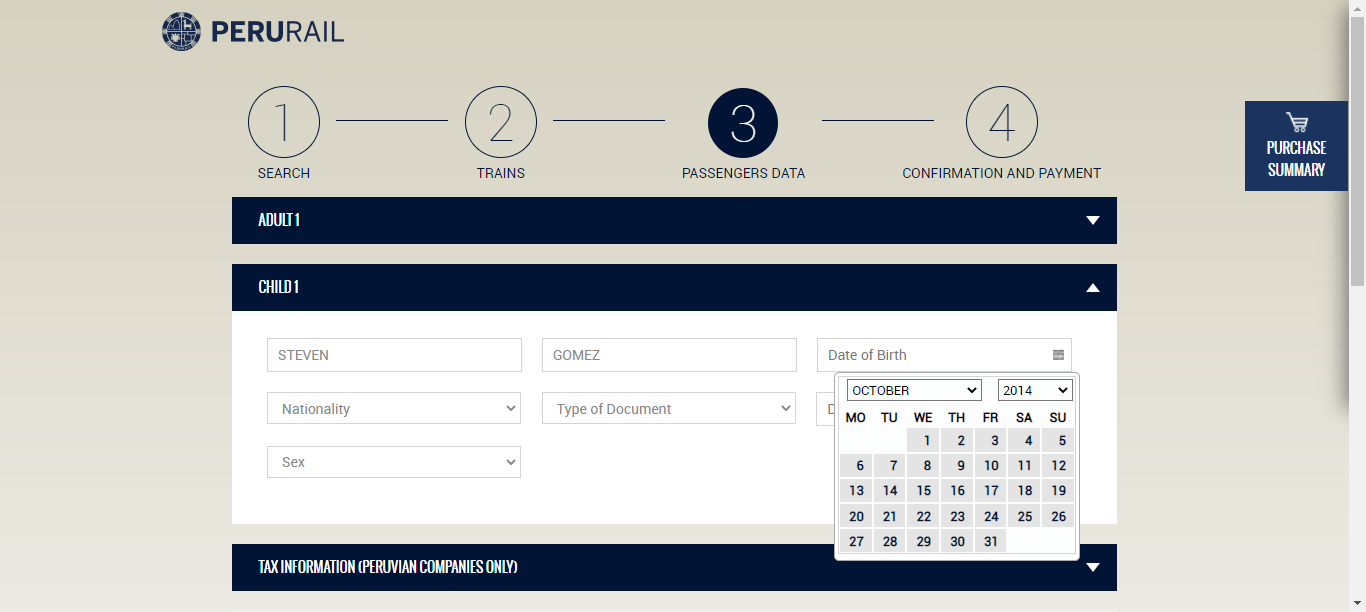 PERURAIL
1
2
3
4
SEARCH
TRAINS
PASSENGERS DATA
CONFIRMATION AND PAYMENT
PURCHASE
SUMMARY
ADULT 1
CHILD 1
STEVEN
GOMEZ
Date of Birth
Nationality
Type of Document
D
OCTOBER 2014
MO TU WE TH FR SA SU
1 2 3 4 5
6 7 8 9 10 11 12
13 14 15 16 17 18 19
20 21 22 23 24 25 26
27 28 29 30 31
Sex
TAX INFORMATION (PERUVIAN COMPANIES ONLY)